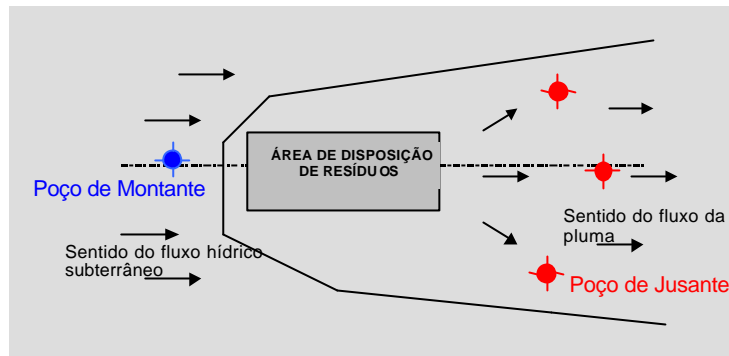 ÁREA DE DISPOSIÇÃO
DE RESÍDUOS
Poço de Montante
Sentido do fluxo hídrico
subterrâneo
Sentido do fluxo da
pluma
Poço de Jusante